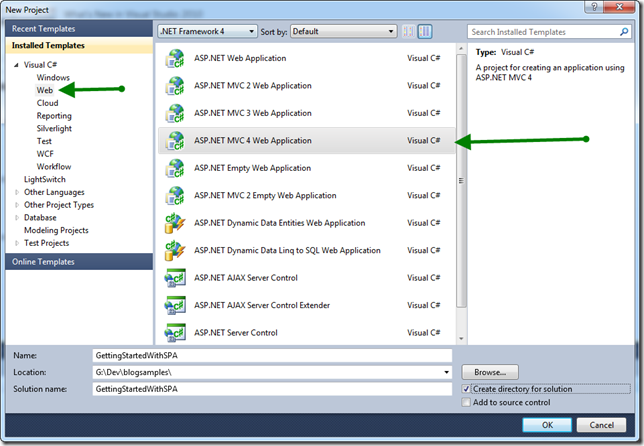 New Project
What's New in Visual Studio 2010
Recent Templates
Installed Templates
Visual C#
Windows
Web
Cloud
Reporting
Silverlight
Test
WCF
Workflow
LightSwitch
Other Languages
Other Project Types
Database
Modeling Projects
Test Projects
Online Templates
.NET Framework 4 Sort by: Default
ASP.NET Web Application Visual C#
ASP.NET MVC 2 Web Application Visual C#
ASP.NET MVC 3 Web Application Visual C#
ASP.NET MVC 4 Web Application Visual C#
ASP.NET Empty Web Application Visual C#
ASP.NET MVC 2 Empty Web Application Visual C#
ASP.NET Dynamic Data Entities Web Application Visual C#
ASP.NET Dynamic Data Linq to SQL Web Application Visual C#
ASP.NET AJAX Server Control Visual C#
ASP.NET AJAX Server Control Extender Visual C#
ASP.NET Server Control Visual C#
Search Installed Templates
Type: Visual C#
A project for creating an application using
ASP.NET MVC 4
Name: GettingStartedWithSPA
Location: G:\Dev\blogsamples\ Browse...
Solution name: GettingStartedWithSPA
Create directory for solution
Add to source control
OK Cancel